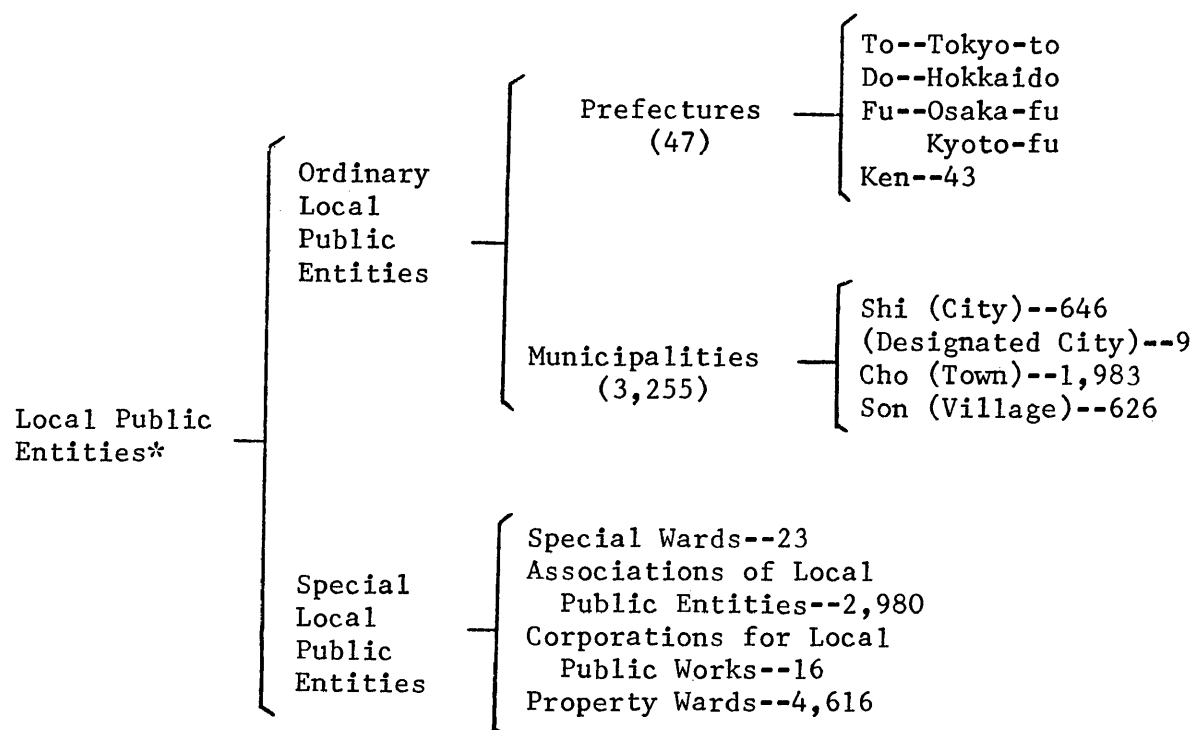 Local Public
Entities*
Ordinary
Local
Public
Entities
Prefectures
(47)
To--Tokyo-to
Do--Hokkaido
Fu--Osaka-fu
Kyoto-fu
Ken--43
Municipalities
(3,255)
Shi (City)--646
(Designated City)--9
Cho (Town)--1,983
Son (Village)--626
Special
Local
Public
Entities
Special Wards--23
Associations of Local
Public Entities--2,980
Corporations for Local
Public Works--16
Property Wards--4,616